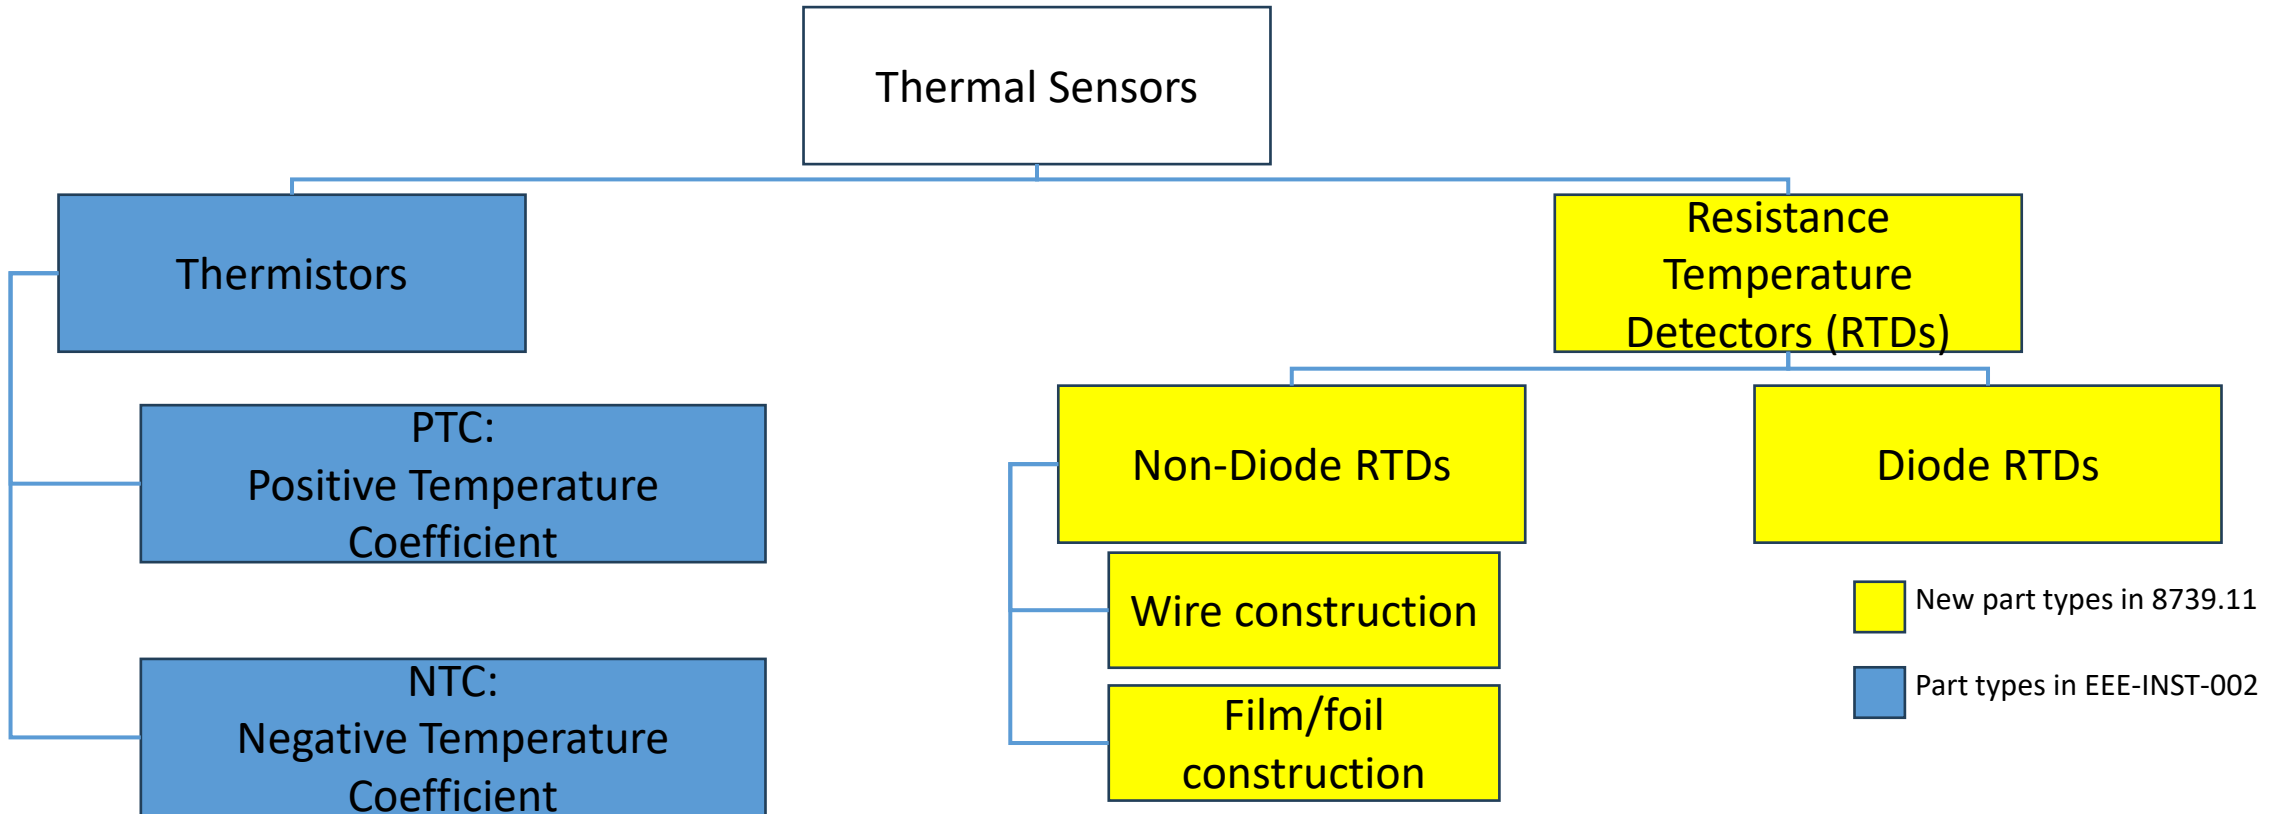 Thermal Sensors
Thermistors
Resistance
Temperature
Detectors (RTDs)
PTC:
Positive Temperature
Coefficient
NTC:
Negative Temperature
Coefficient
Non-Diode RTDs
Wire construction
Film/foil
construction
Diode RTDs
New part types in 8739.11
Part types in EEE-INST-002